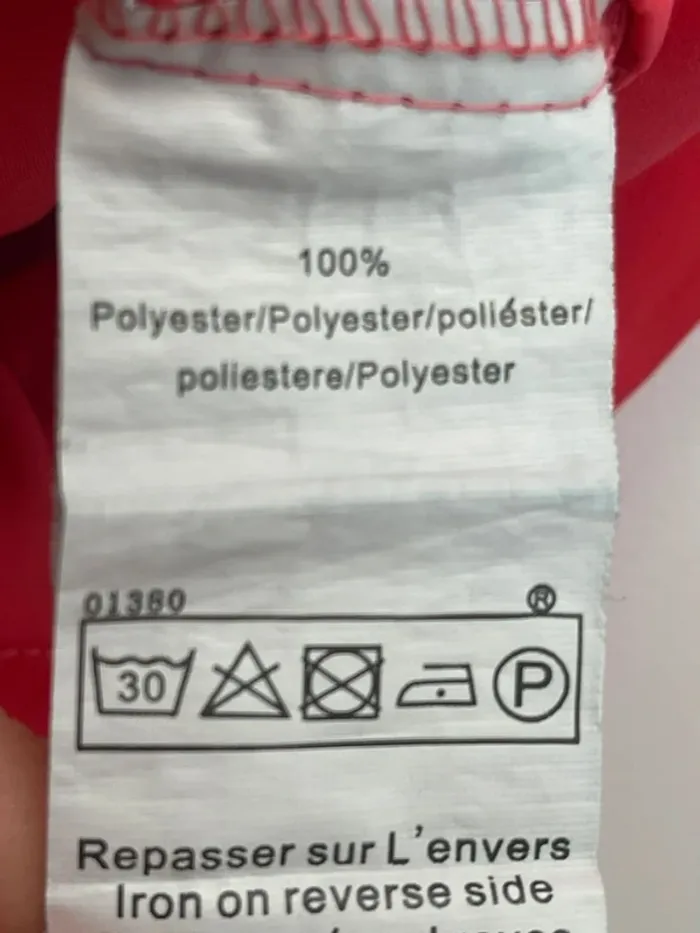 100%
Polyester/Polyester/poliéster/
poliestere/Polyester
01380 ®
30 P
Repasser sur L'envers
Iron on reverse side